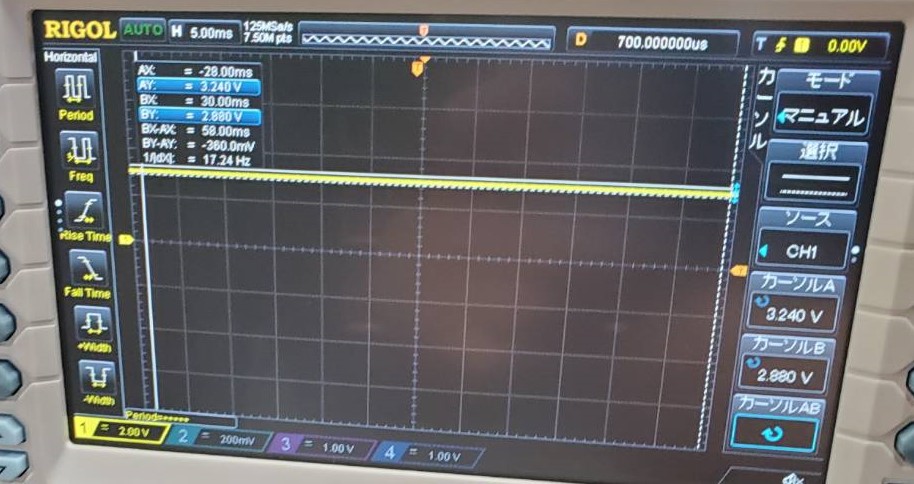 RIGOL AUTO H 5.00ms 125MSa/s 7.50M pts D 700.000000us T 1 0.00V
Horizontal
Period
Freq
Rise Time
Fall Time
+Width
-Width
AX: = -28.00ms
AY: = 3.240 V
BX: = 30.00ms
BY: = 2.880 V
BX-AX: = 58.00ms
BY-AY: = -360.0mV
1/|dX|: = 17.24 Hz
カーソル
モード
マニュアル
選択
ソース
CH1
カーソルA
3.240 V
カーソルB
2.880 V
カーソルAB
Period=*****
1 = 2.00 V 2 = 200mV 3 = 1.00 V 4 = 1.00 V